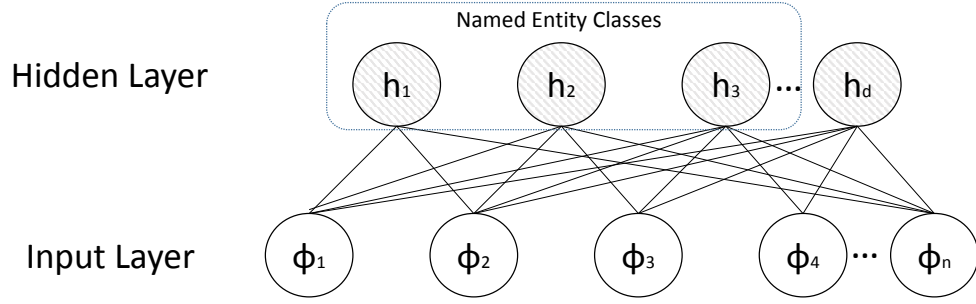 Named Entity Classes
Hidden Layer h1 h2 h3 ... hd
Input Layer ϕ1 ϕ2 ϕ3 ϕ4 ... ϕn